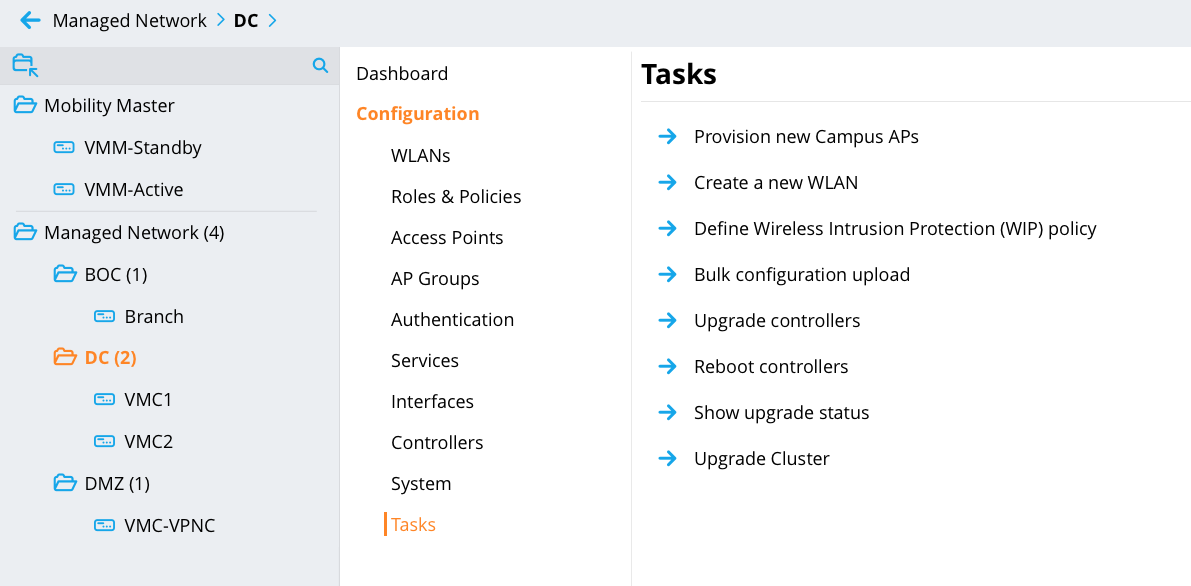 Managed Network > DC >
Mobility Master
VMM-Standby
VMM-Active
Managed Network (4)
BOC (1)
Branch
DC (2)
VMC1
VMC2
DMZ (1)
VMC-VPNC
Dashboard
Configuration
WLANs
Roles & Policies
Access Points
AP Groups
Authentication
Services
Interfaces
Controllers
System
Tasks
Tasks
Provision new Campus APs
Create a new WLAN
Define Wireless Intrusion Protection (WIP) policy
Bulk configuration upload
Upgrade controllers
Reboot controllers
Show upgrade status
Upgrade Cluster